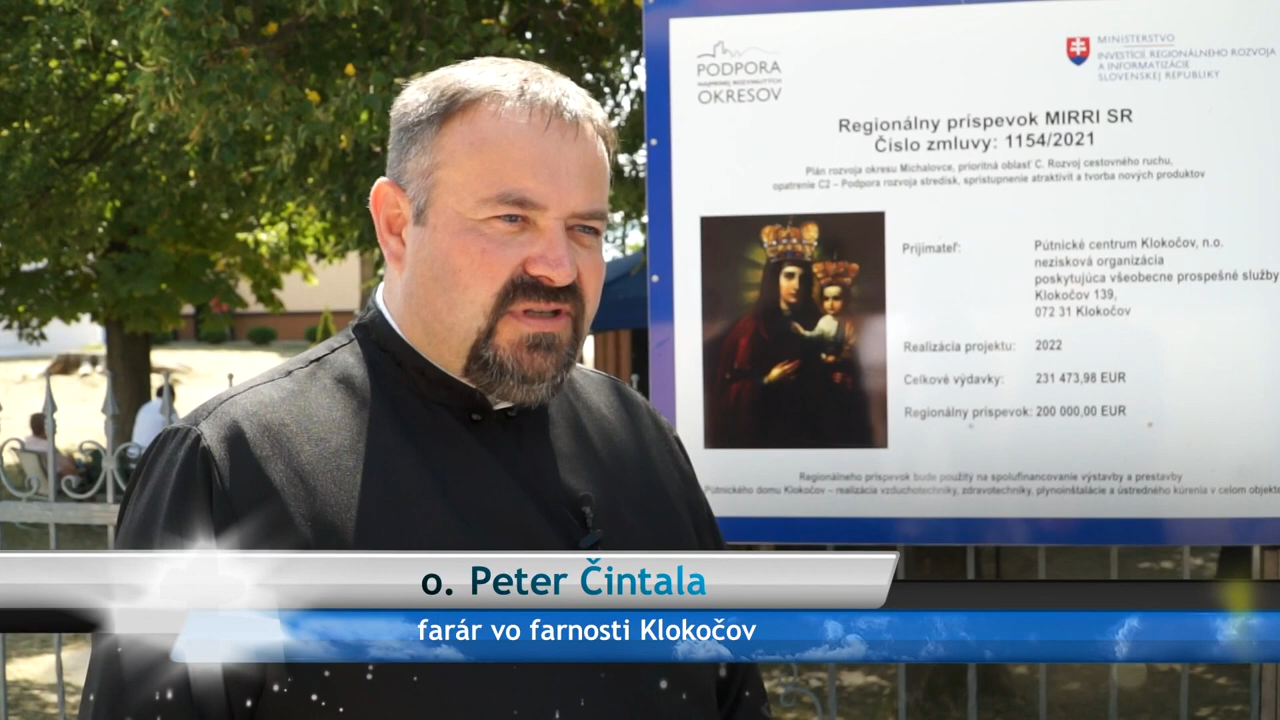 PODPORA
NAJMENEJ ROZVINUTÝCH
OKRESOV
MINISTERSTVO
INVESTÍCIÍ, REGIONÁLNEHO ROZVOJA
A INFORMATIZÁCIE
SLOVENSKEJ REPUBLIKY
Regionálny príspevok MIRRI SR
Číslo zmluvy: 1154/2021
Plán rozvoja okresu Michalovce, prioritná oblasť C. Rozvoj cestovného ruchu,
opatrenie C2 – Podpora rozvoja stredísk, sprístupnenie atraktivít a tvorba nových produktov
Prijímateľ: Pútnické centrum Klokočov, n.o.
nezisková organizácia
poskytujúca všeobecne prospešné služby
Klokočov 139,
072 31 Klokočov
Realizácia projektu: 2022
Celkové výdavky: 231 473,98 EUR
Regionálny príspevok: 200 000,00 EUR
Regionálneho príspevok bude použitý na spolufinancovanie výstavby a prestavby
Pútnického domu Klokočov – realizácia vzduchotechniky, zdravotechniky, plynoinštalácie a ústredného kúrenia v celom objekte
o. Peter Čintala
farár vo farnosti Klokočov